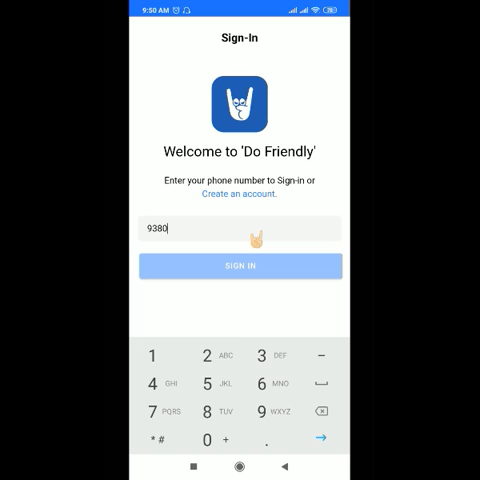 9:50 AM
Sign-In
Welcome to 'Do Friendly'
Enter your phone number to Sign-in or
Create an account.
9380
SIGN IN
1 2 ABC 3 DEF –
4 GHI 5 JKL 6 MNO
7 PQRS 8 TUV 9 WXYZ
* # 0 + .